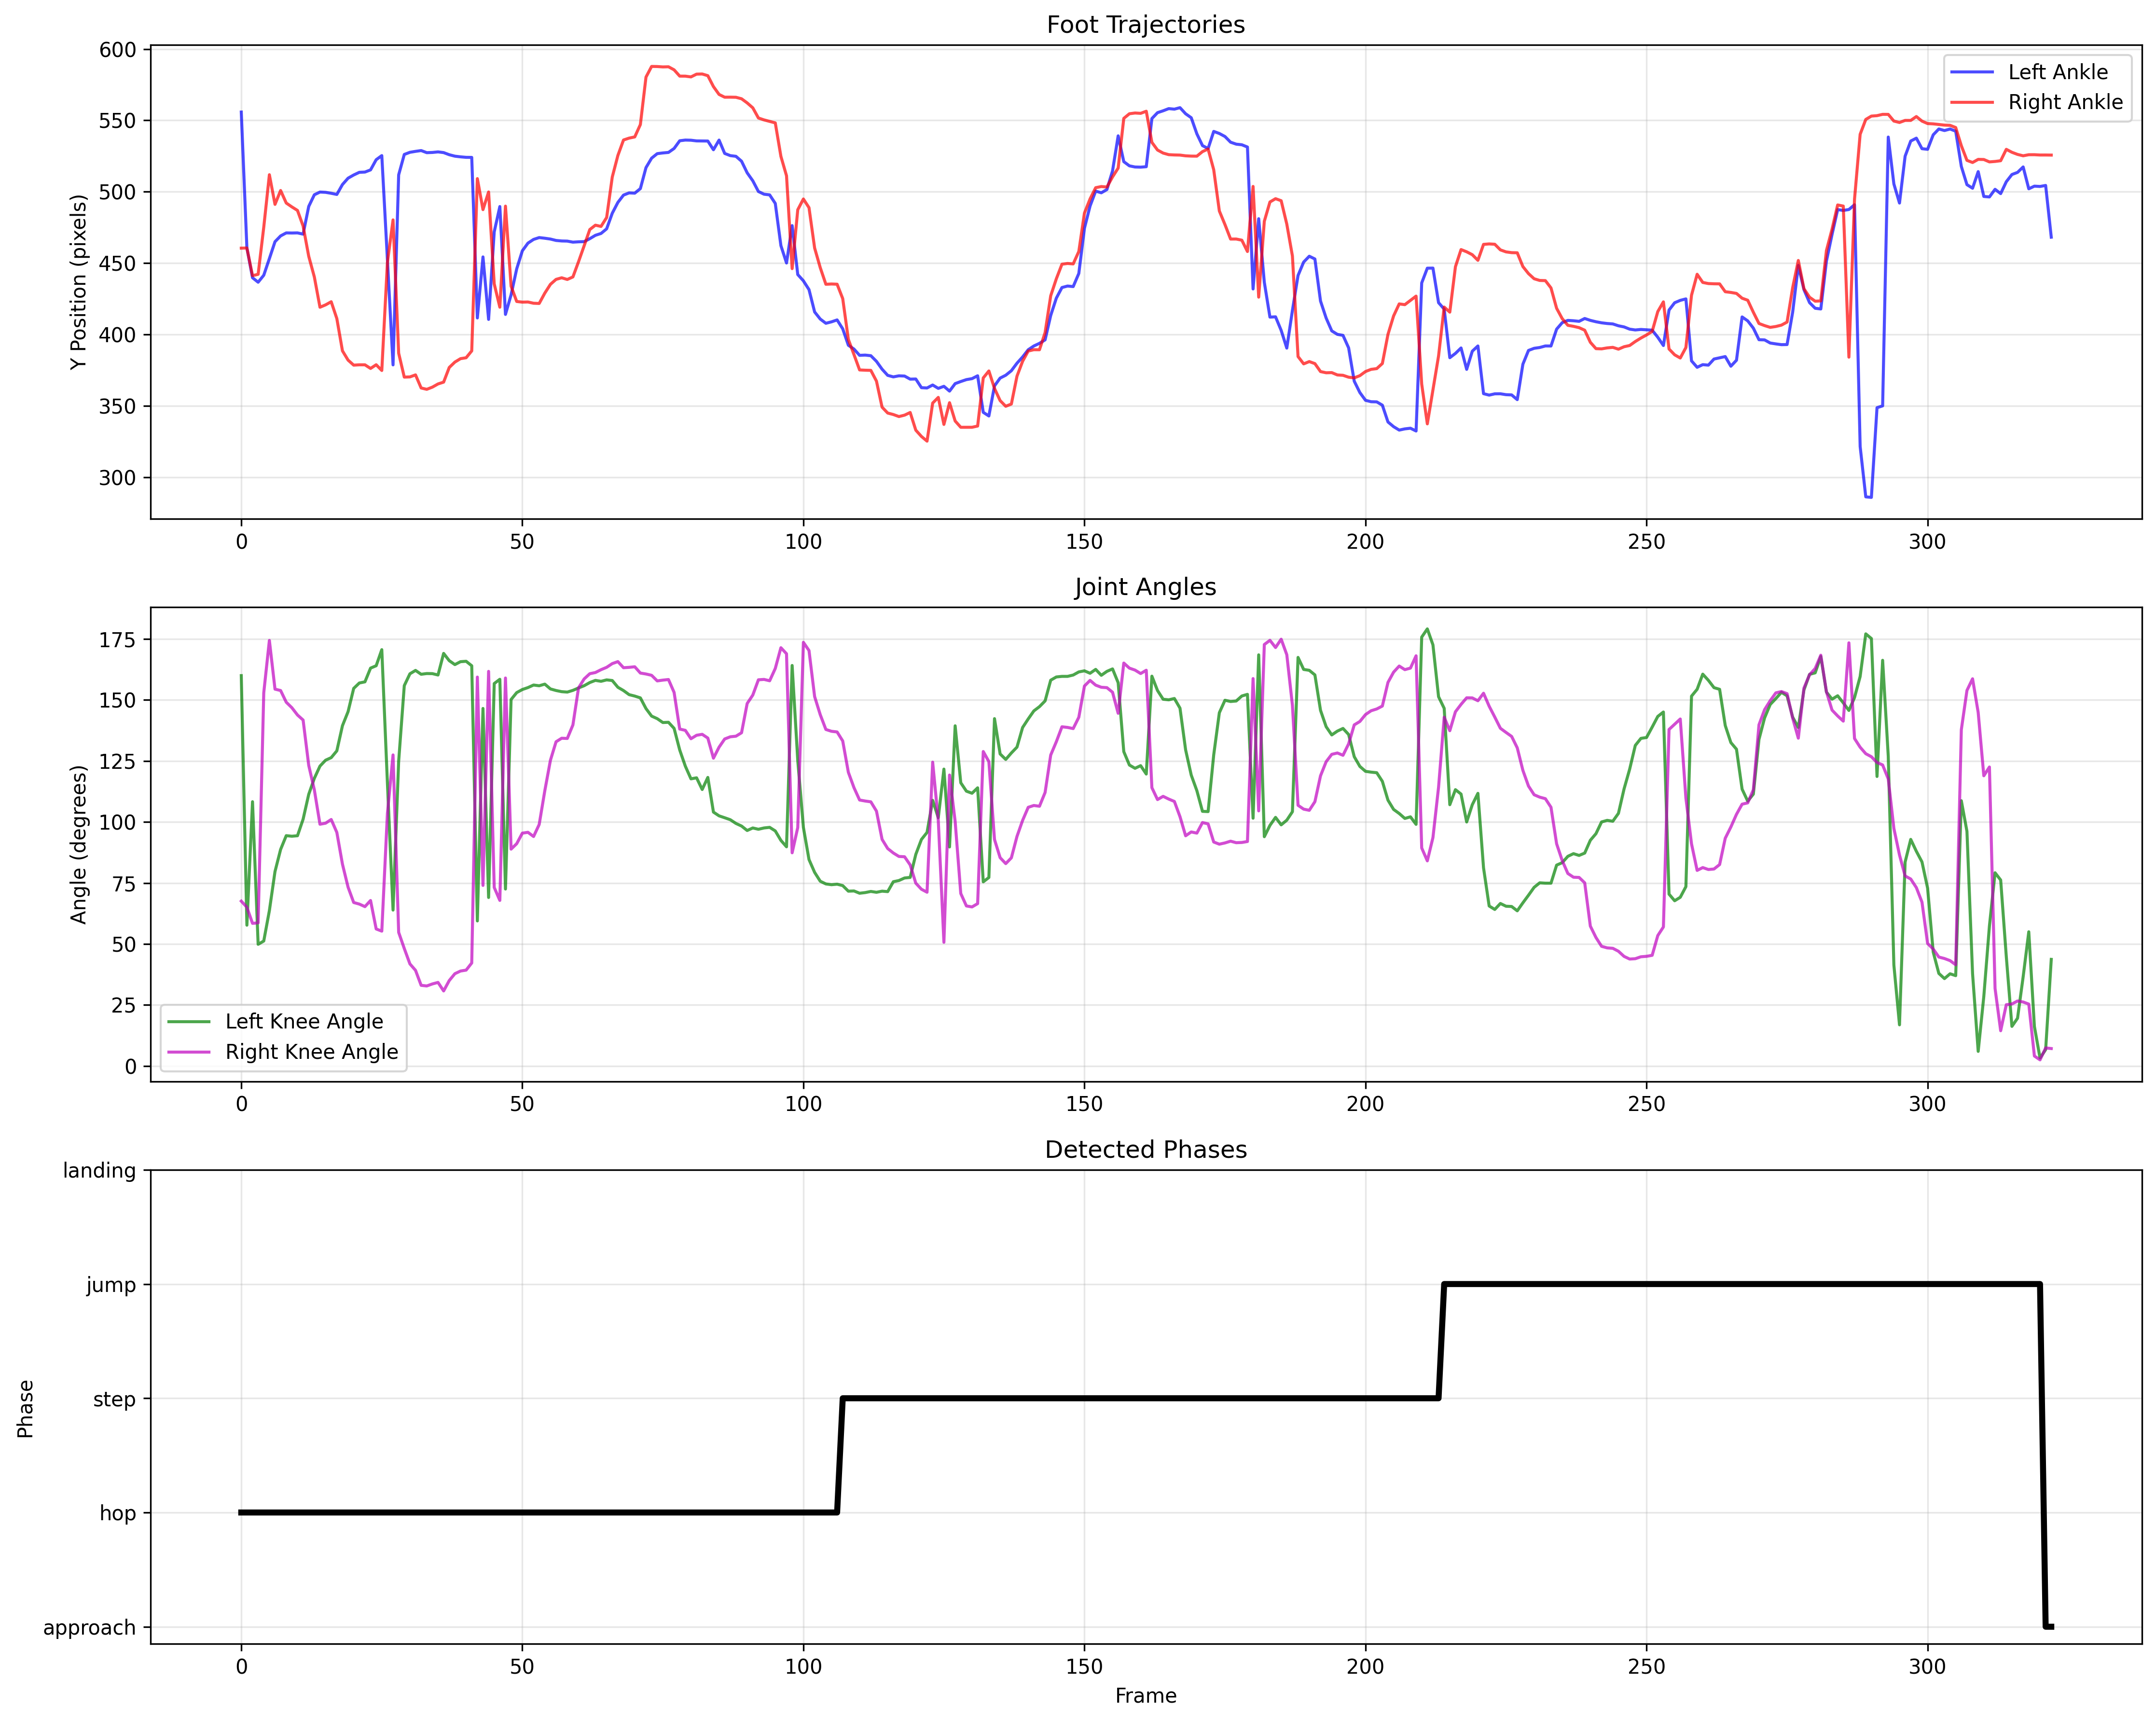 Foot Trajectories
Y Position (pixels)
600
550
500
450
400
350
300
Left Ankle
Right Ankle
0 50 100 150 200 250 300
Joint Angles
Angle (degrees)
175
150
125
100
75
50
25
0
Left Knee Angle
Right Knee Angle
0 50 100 150 200 250 300
Detected Phases
Phase
landing
jump
step
hop
approach
0 50 100 150 200 250 300
Frame